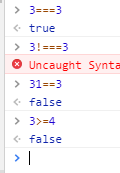 3===3
true
3!===3
Uncaught Synta
31==3
false
3>=4
false